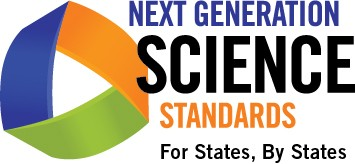 NEXT GENERATION
SCIENCE
STANDARDS
For States, By States